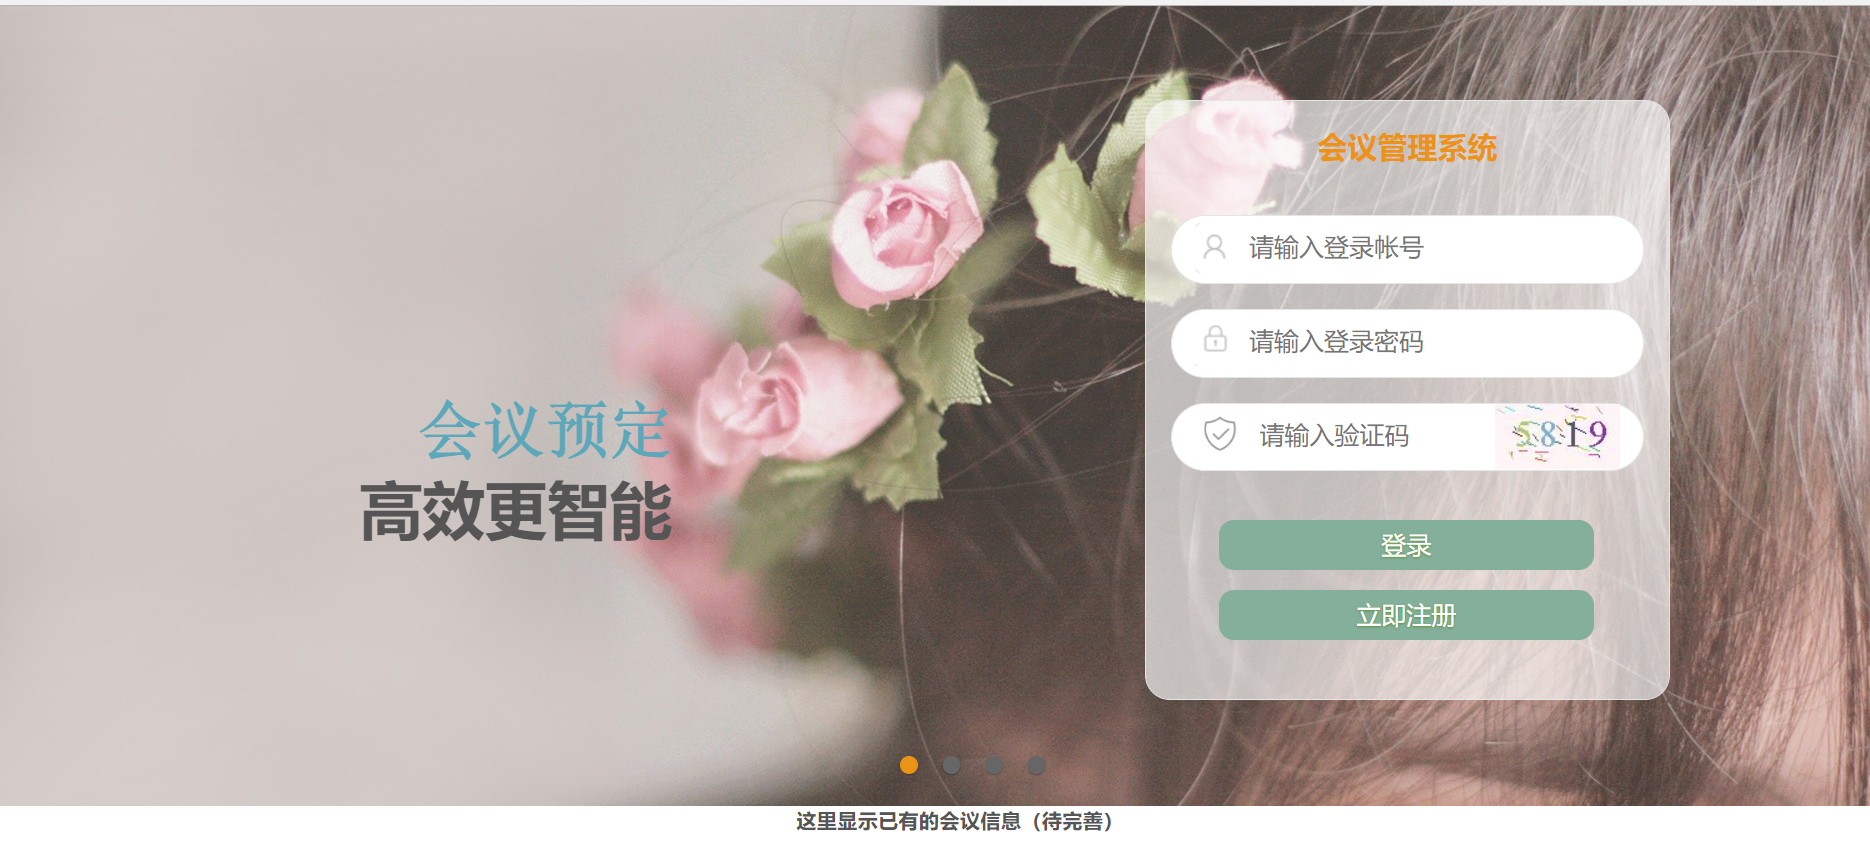 会议管理系统
请输入登录帐号
请输入登录密码
请输入验证码
5819
会议预定
高效更智能
登录
立即注册
这里显示已有的会议信息（待完善）